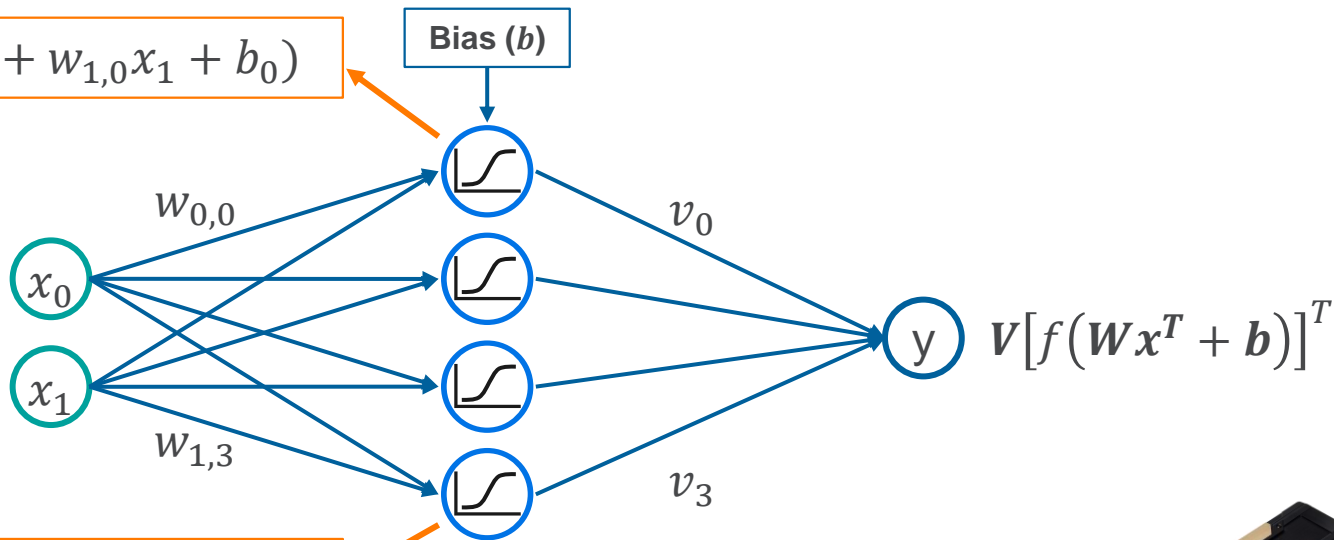 + w_{1,0}x_1 + b_0)
Bias (b)
w_{0,0}
v_0
x_0
y
V[f(Wx^T + b)]^T
x_1
w_{1,3}
v_3